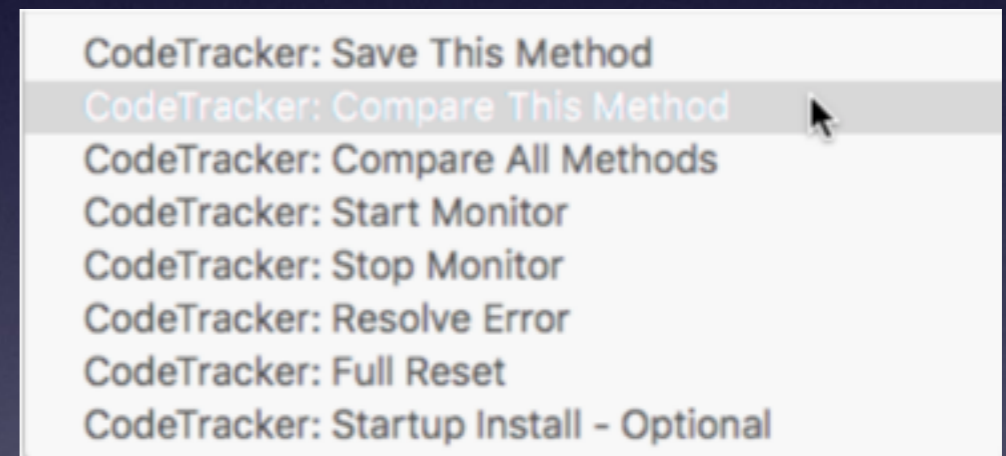 CodeTracker: Save This Method
CodeTracker: Compare This Method
CodeTracker: Compare All Methods
CodeTracker: Start Monitor
CodeTracker: Stop Monitor
CodeTracker: Resolve Error
CodeTracker: Full Reset
CodeTracker: Startup Install - Optional